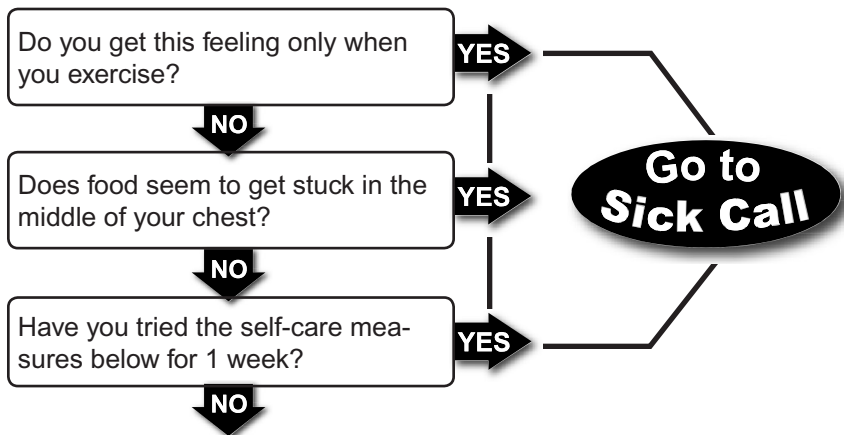 Do you get this feeling only when
you exercise?
YES
NO
Does food seem to get stuck in the
middle of your chest?
YES
Go to
Sick Call
NO
Have you tried the self-care mea-
sures below for 1 week?
YES
NO